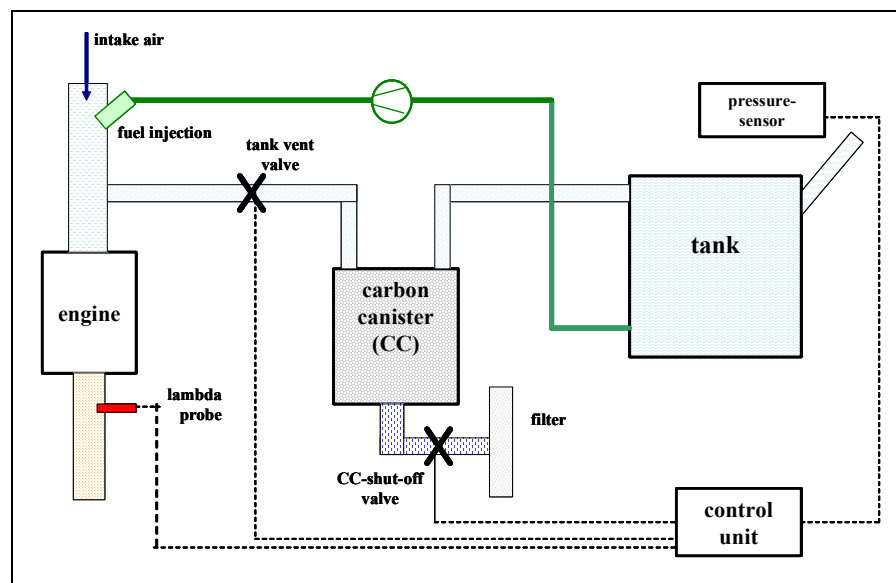 intake air
fuel injection
tank vent
valve
pressure-
sensor
tank
engine
carbon
canister
(CC)
lambda
probe
filter
CC-shut-off
valve
control
unit